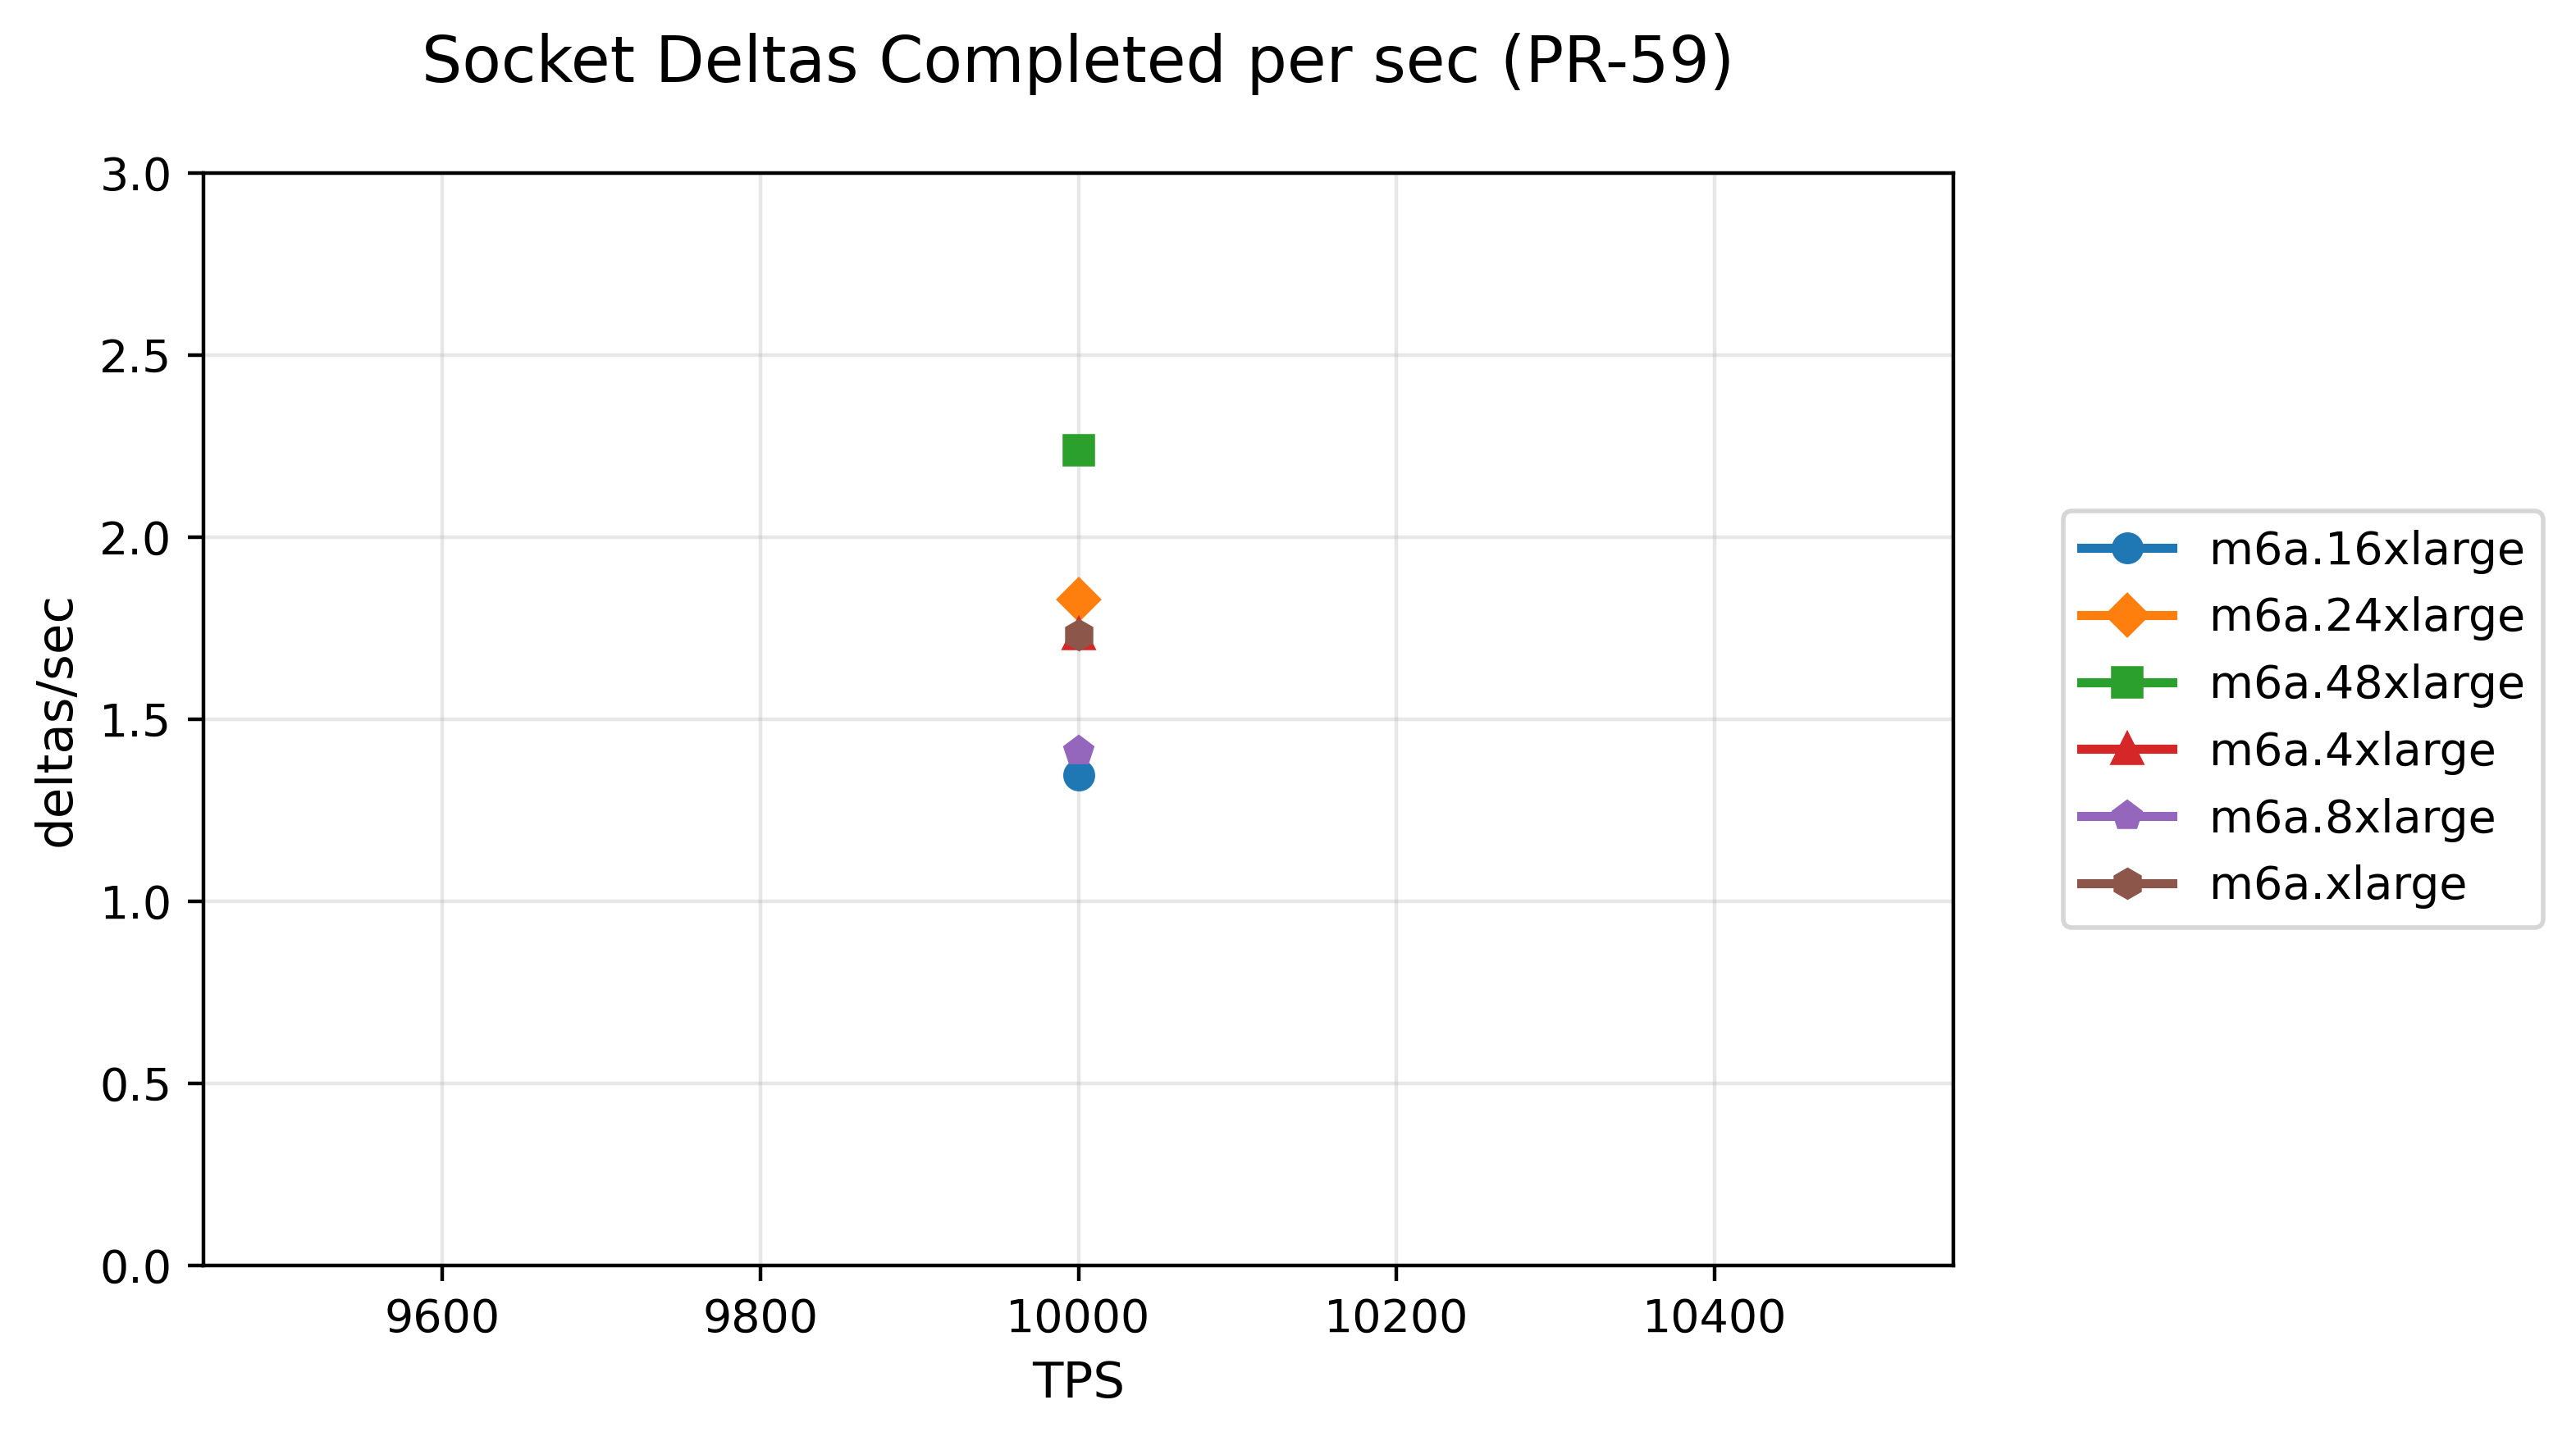 Socket Deltas Completed per sec (PR-59)
3.0
2.5
2.0
1.5
1.0
0.5
0.0
deltas/sec
9600 9800 10000 10200 10400
TPS
m6a.16xlarge
m6a.24xlarge
m6a.48xlarge
m6a.4xlarge
m6a.8xlarge
m6a.xlarge